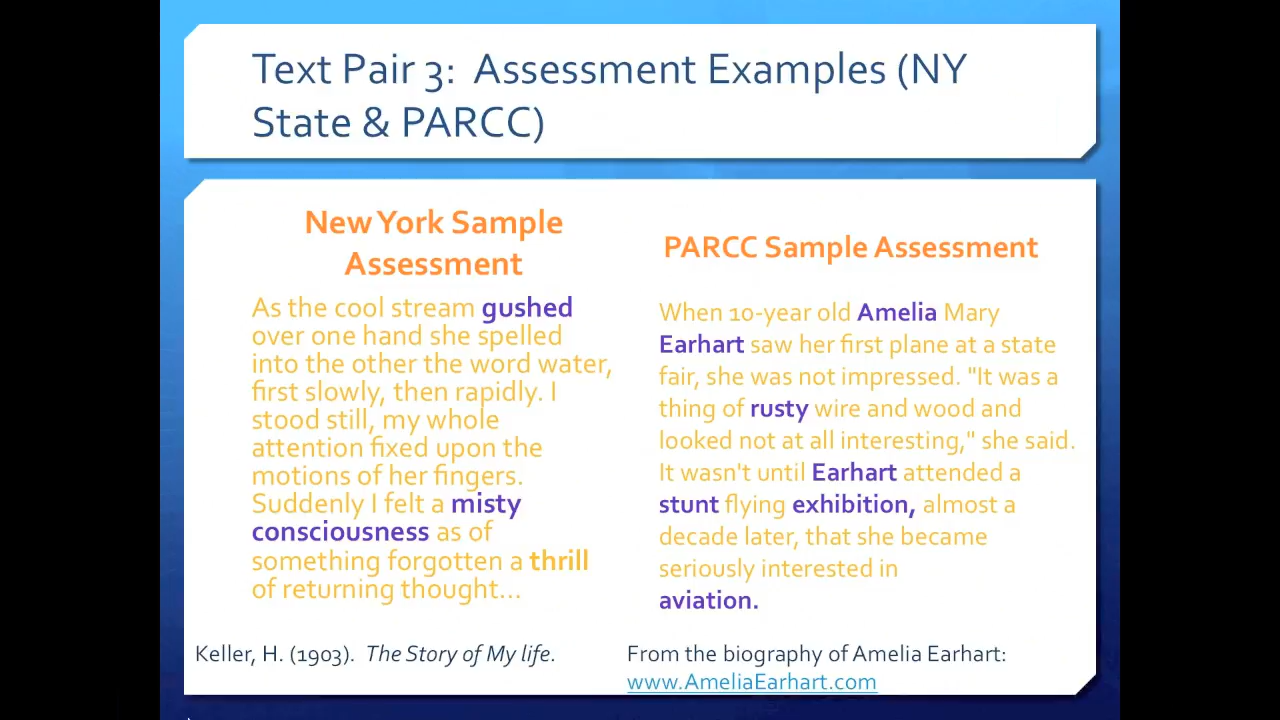 Text Pair 3: Assessment Examples (NY
State & PARCC)
New York Sample
Assessment
As the cool stream gushed
over one hand she spelled
into the other the word water,
first slowly, then rapidly. I
stood still, my whole
attention fixed upon the
motions of her fingers.
Suddenly I felt a misty
consciousness as of
something forgotten a thrill
of returning thought...
Keller, H. (1903). The Story of My life.
PARCC Sample Assessment
When 10-year old Amelia Mary
Earhart saw her first plane at a state
fair, she was not impressed. "It was a
thing of rusty wire and wood and
looked not at all interesting," she said.
It wasn't until Earhart attended a
stunt flying exhibition, almost a
decade later, that she became
seriously interested in
aviation.
From the biography of Amelia Earhart:
www.AmeliaEarhart.com